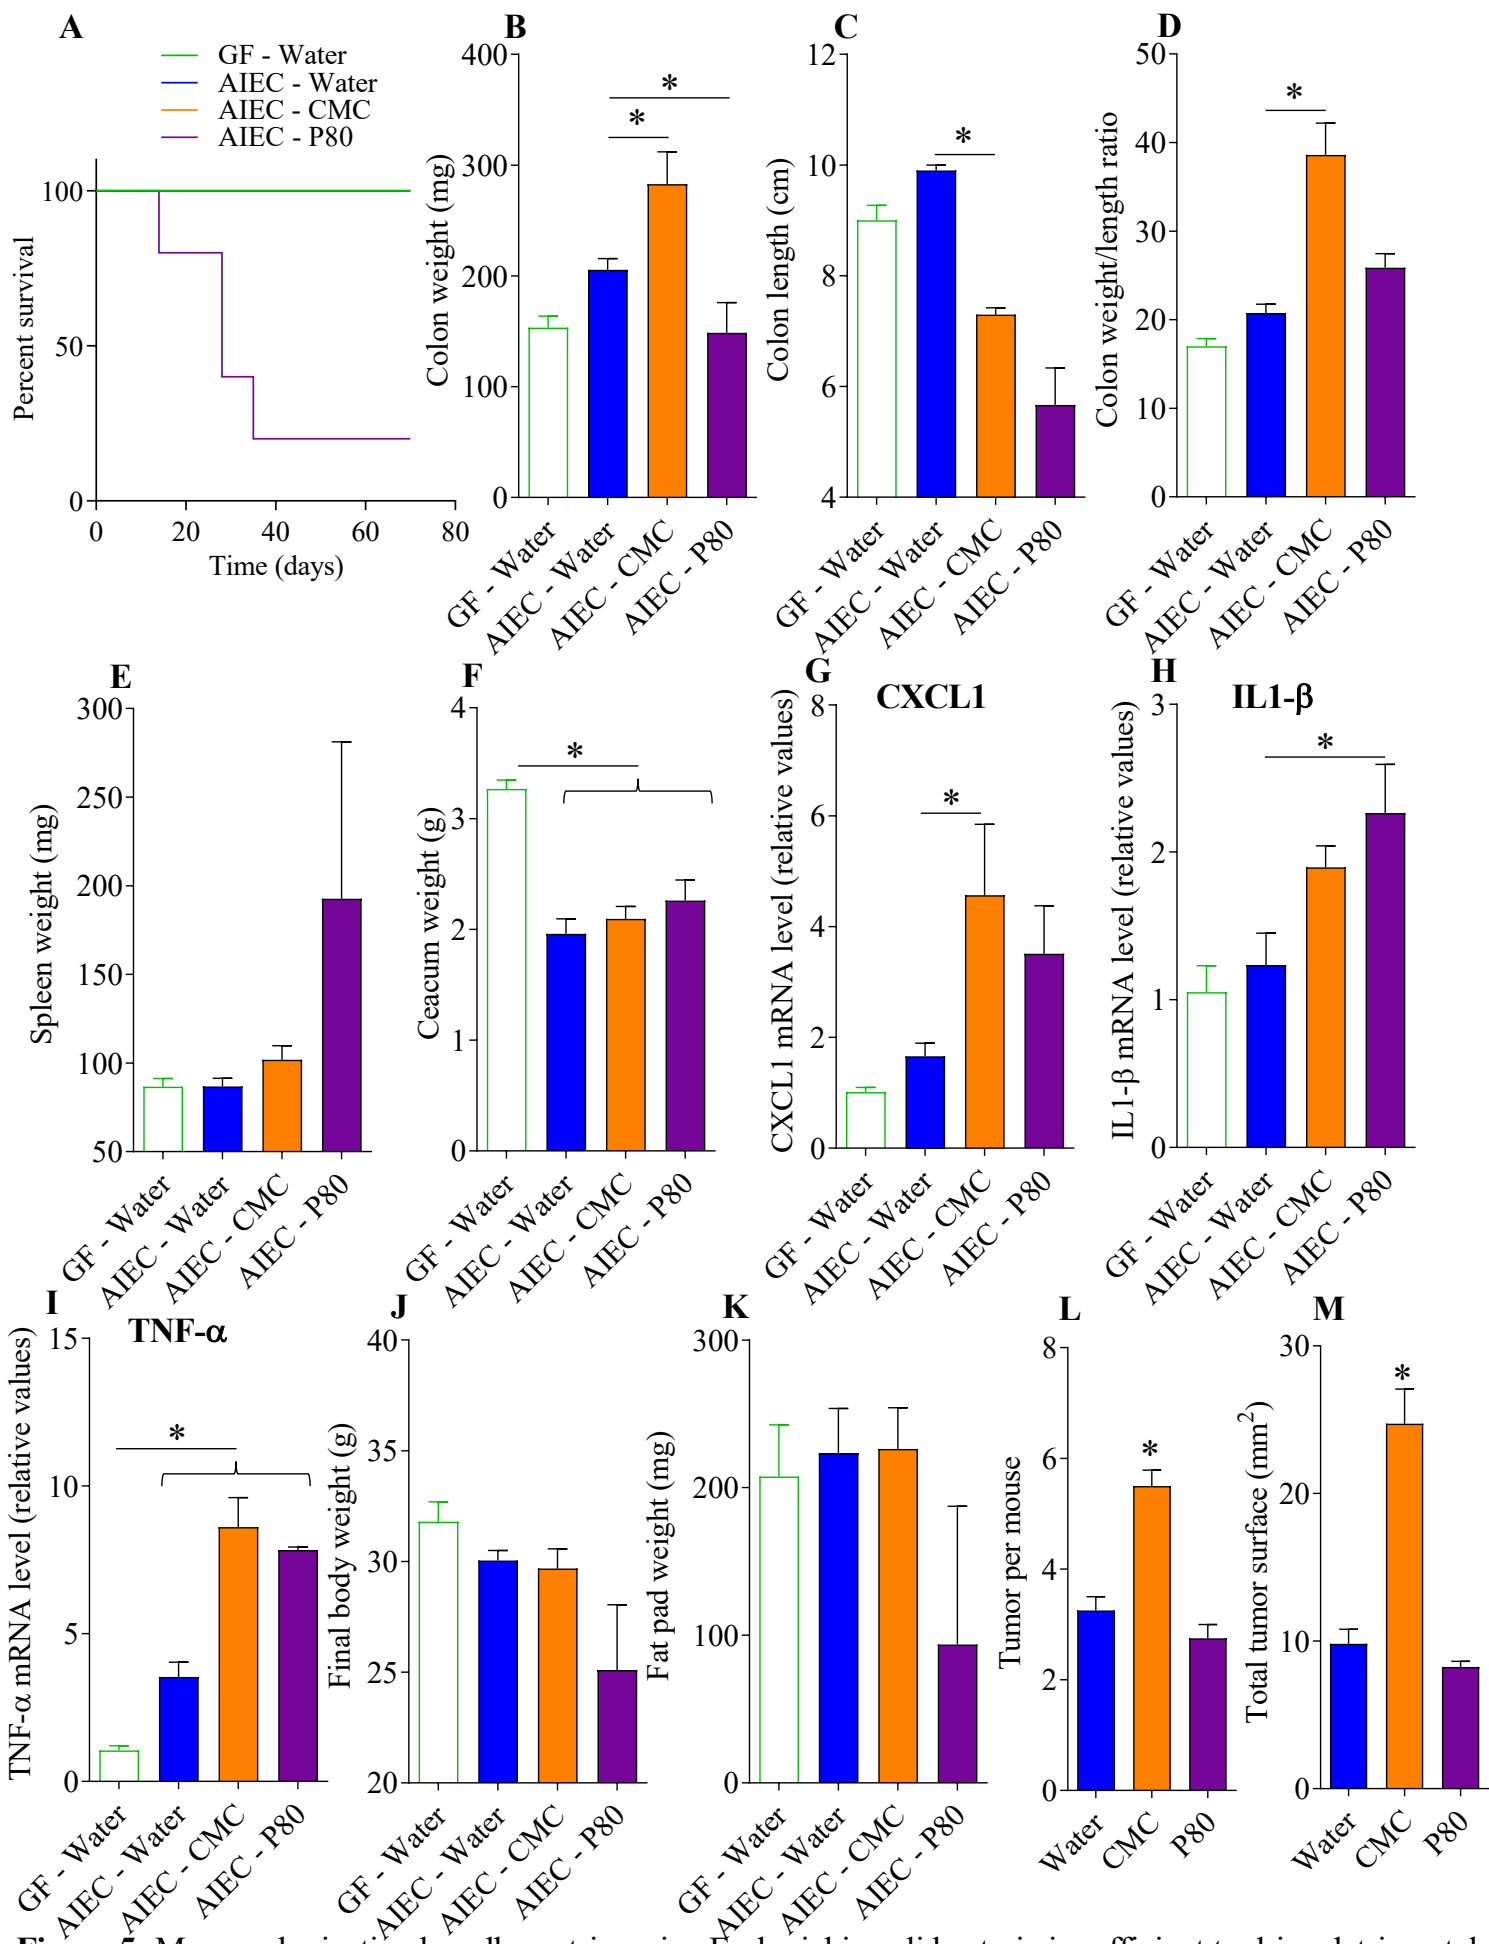 A
GF - Water
AIEC - Water
AIEC - CMC
AIEC - P80
Percent survival
100
50
0
0 20 40 60 80
Time (days)
B
Colon weight (mg)
400
300
200
100
0
* *
GF - Water
AIEC - Water
AIEC - CMC
AIEC - P80
C
Colon length (cm)
12
10
8
6
4
*
GF - Water
AIEC - Water
AIEC - CMC
AIEC - P80
D
Colon weight/length ratio
50
40
30
20
10
0
*
GF - Water
AIEC - Water
AIEC - CMC
AIEC - P80
E
Spleen weight (mg)
300
250
200
150
100
50
GF - Water
AIEC - Water
AIEC - CMC
AIEC - P80
F
Ceacum weight (g)
4
3
2
1
0
*
GF - Water
AIEC - Water
AIEC - CMC
AIEC - P80
G
CXCL1
CXCL1 mRNA level (relative values)
8
6
4
2
0
*
GF - Water
AIEC - Water
AIEC - CMC
AIEC - P80
H
IL1-β
IL1-β mRNA level (relative values)
3
2
1
0
*
GF - Water
AIEC - Water
AIEC - CMC
AIEC - P80
I
TNF-α
TNF-α mRNA level (relative values)
15
10
5
0
*
GF - Water
AIEC - Water
AIEC - CMC
AIEC - P80
J
Final body weight (g)
40
35
30
25
20
GF - Water
AIEC - Water
AIEC - CMC
AIEC - P80
K
Fat pad weight (mg)
300
200
100
0
GF - Water
AIEC - Water
AIEC - CMC
AIEC - P80
L
Tumor per mouse
8
6
4
2
0
*
Water
CMC
P80
M
Total tumor surface (mm2)
30
20
10
0
*
Water
CMC
P80